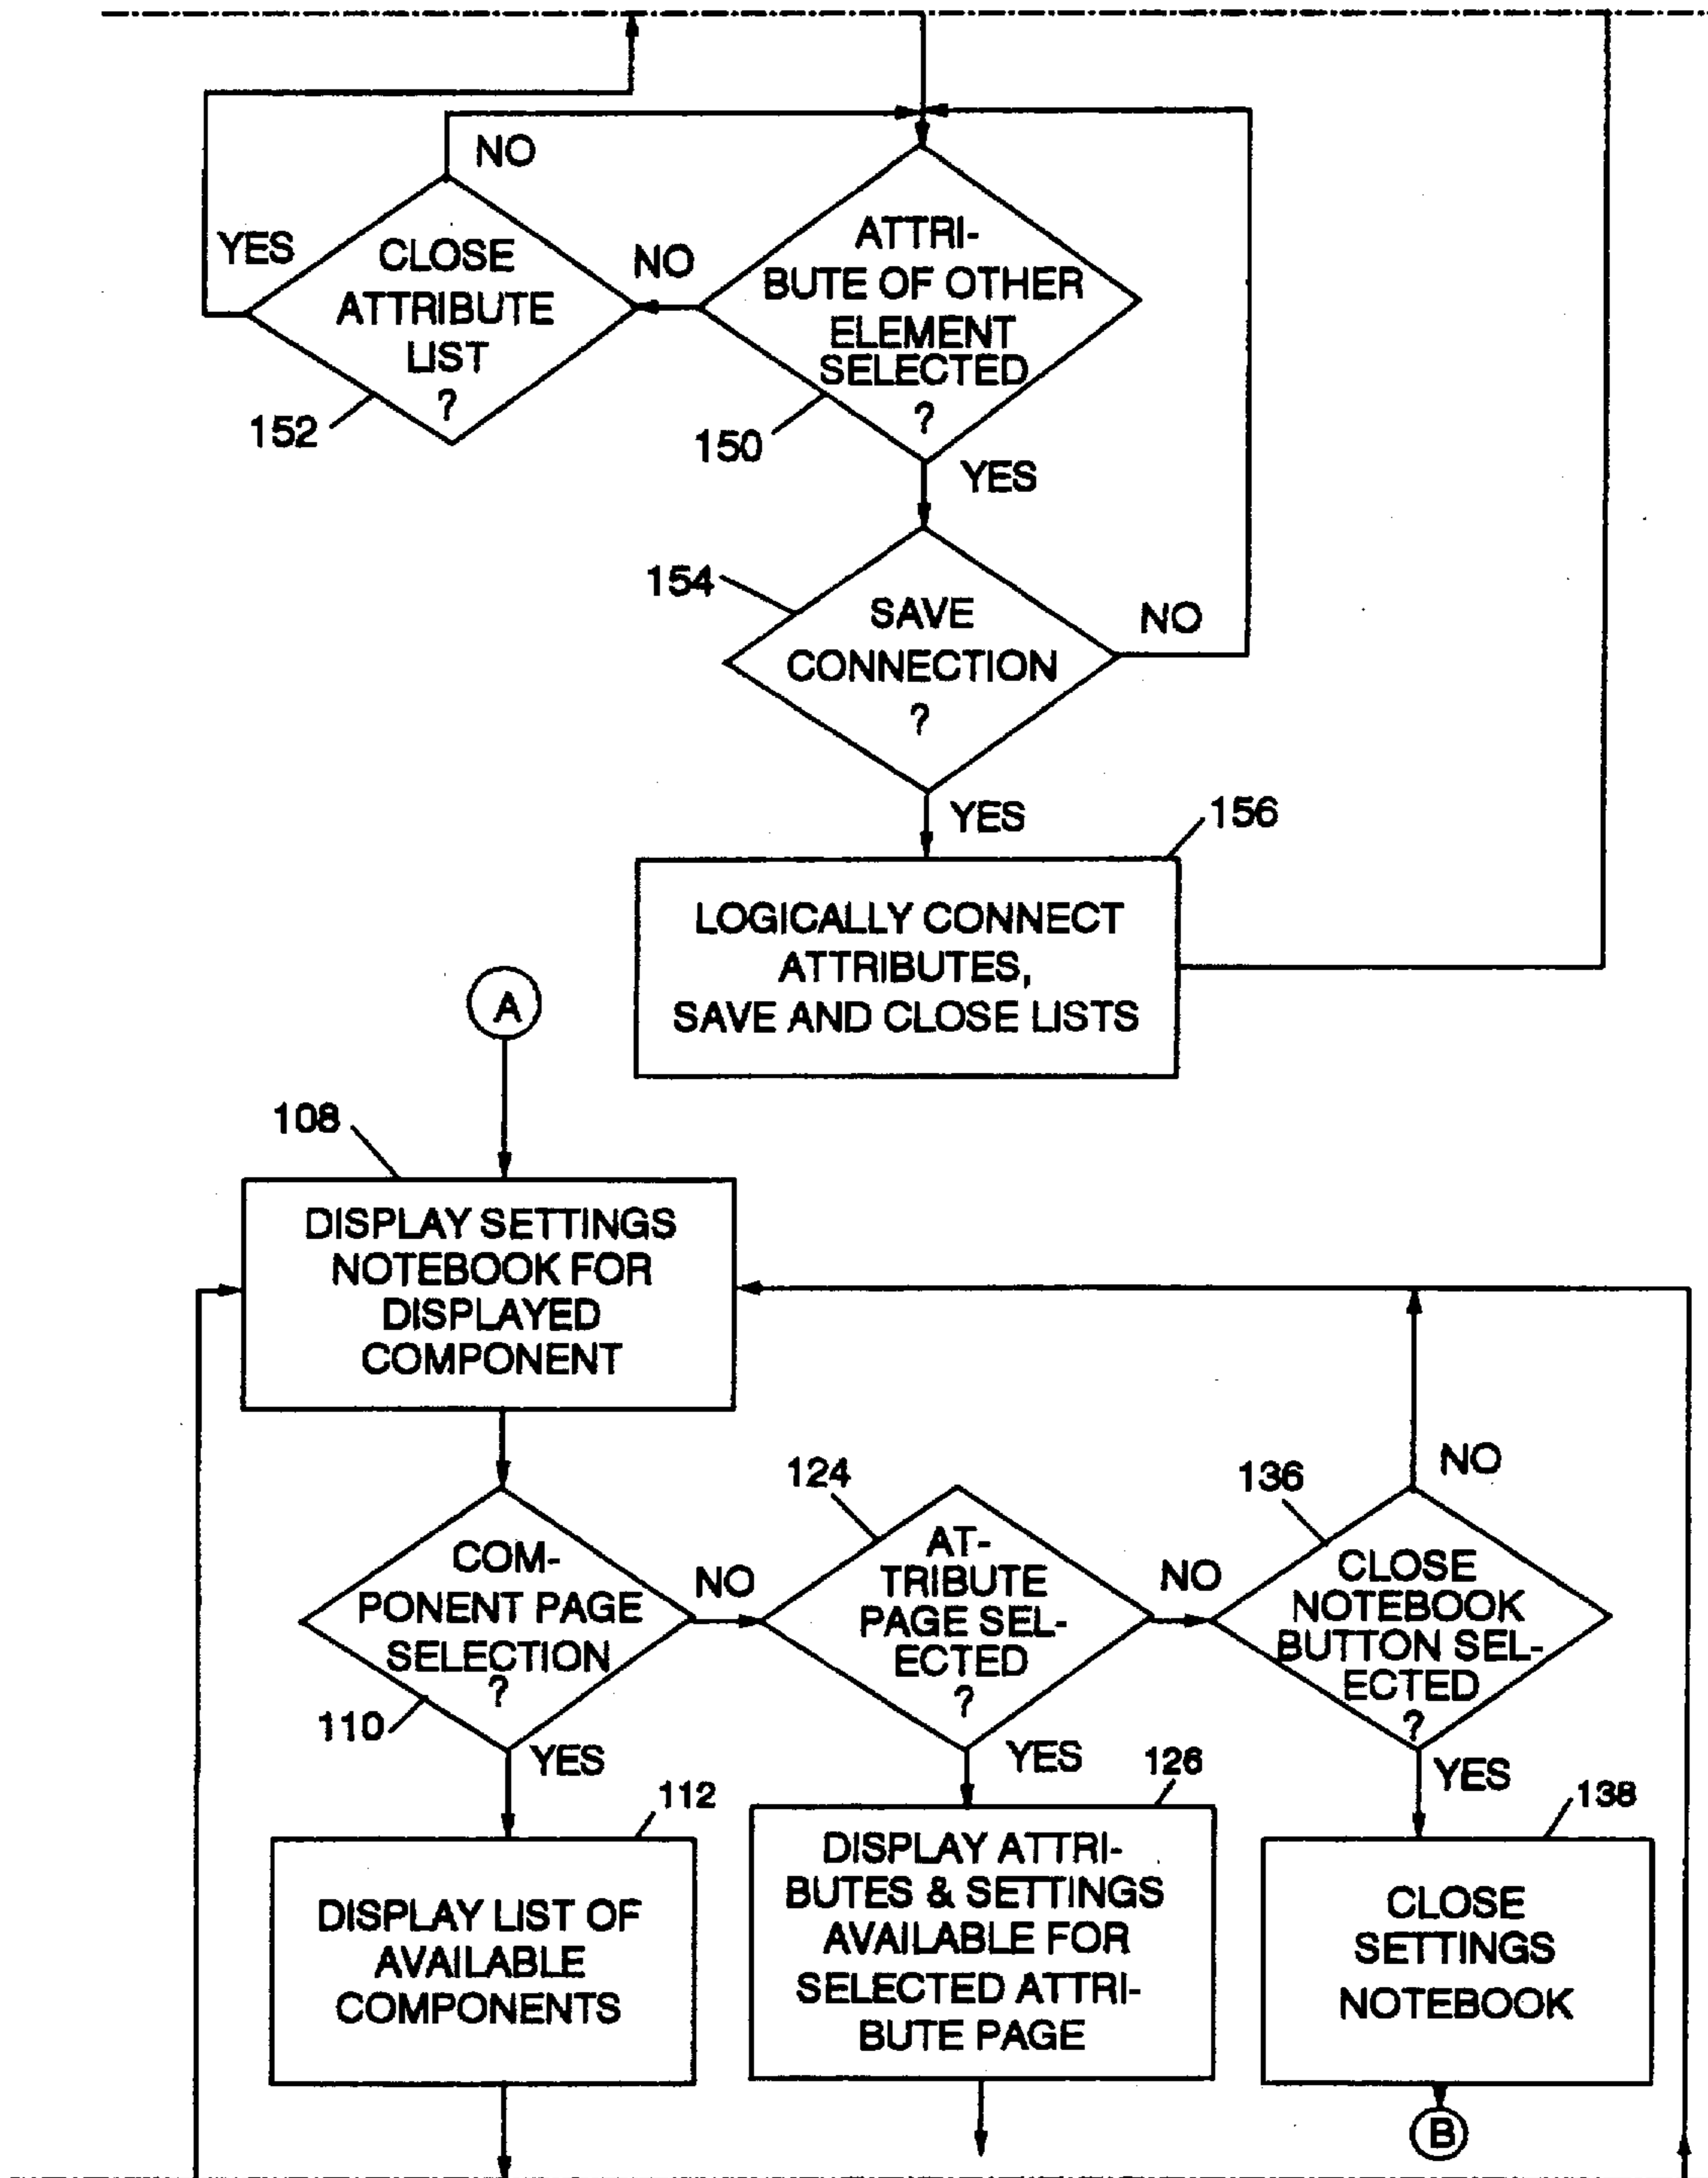 NO
YES
CLOSE
ATTRIBUTE
LIST
?
152
NO
ATTRI-
BUTE OF OTHER
ELEMENT
SELECTED
?
150
YES
154
SAVE
CONNECTION
?
NO
YES
156
LOGICALLY CONNECT
ATTRIBUTES,
SAVE AND CLOSE LISTS
A
108
DISPLAY SETTINGS
NOTEBOOK FOR
DISPLAYED
COMPONENT
COM-
PONENT PAGE
SELECTION
?
110
NO
YES
124
AT-
TRIBUTE
PAGE SEL-
ECTED
?
NO
YES
136
NO
CLOSE
NOTEBOOK
BUTTON SEL-
ECTED
?
YES
112
DISPLAY LIST OF
AVAILABLE
COMPONENTS
126
DISPLAY ATTRI-
BUTES & SETTINGS
AVAILABLE FOR
SELECTED ATTRI-
BUTE PAGE
138
CLOSE
SETTINGS
NOTEBOOK
B